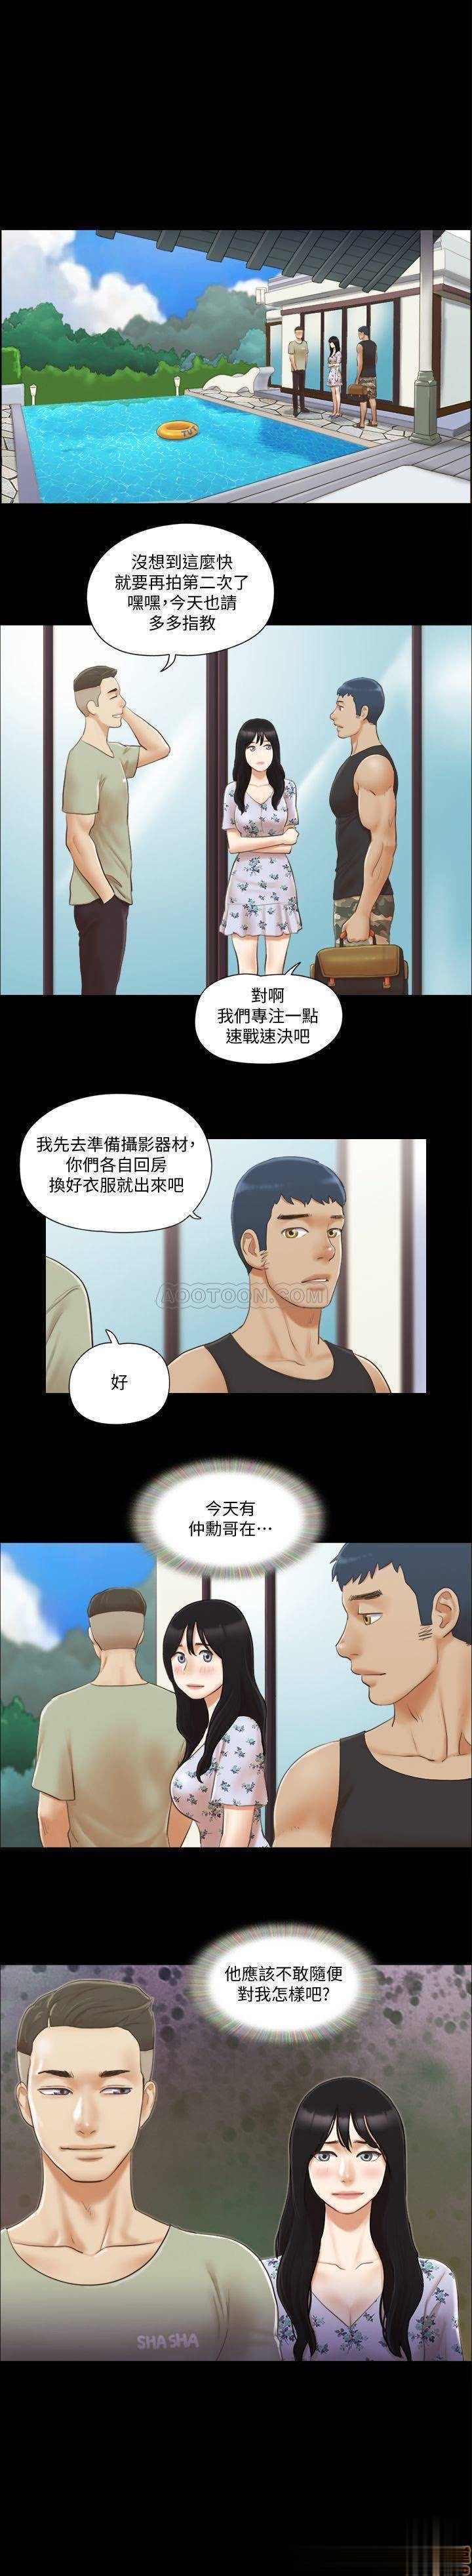 沒想到這麼快
就要再拍第二次了
嘿嘿，今天也請
多多指教
對啊
我們專注一點
速戰速決吧
我先去準備攝影器材，
你們各自回房
換好衣服就出來吧
AOOTOON.COM
好
今天有
仲勳哥在…
他應該不敢隨便
對我怎樣吧?
SHASHA